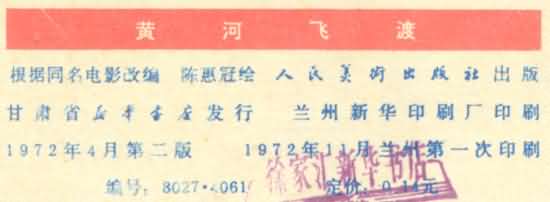 黄河飞渡
根据同名电影改编 陈惠冠绘 人民美術出版社出版
甘肃省新华書店发行 兰州新华印刷厂印刷
1972年4月第二版 1972年11月兰州第一次印刷
编号：8027·4061 定价：0.14元
徐家汇新华书店